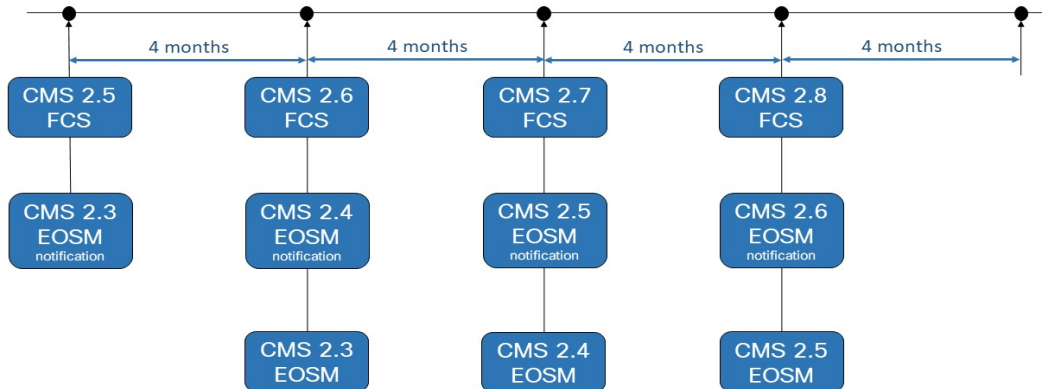 4 months
4 months
4 months
4 months
CMS 2.5
FCS
CMS 2.6
FCS
CMS 2.7
FCS
CMS 2.8
FCS
CMS 2.3
EOSM
notification
CMS 2.4
EOSM
notification
CMS 2.5
EOSM
notification
CMS 2.6
EOSM
notification
CMS 2.3
EOSM
CMS 2.4
EOSM
CMS 2.5
EOSM